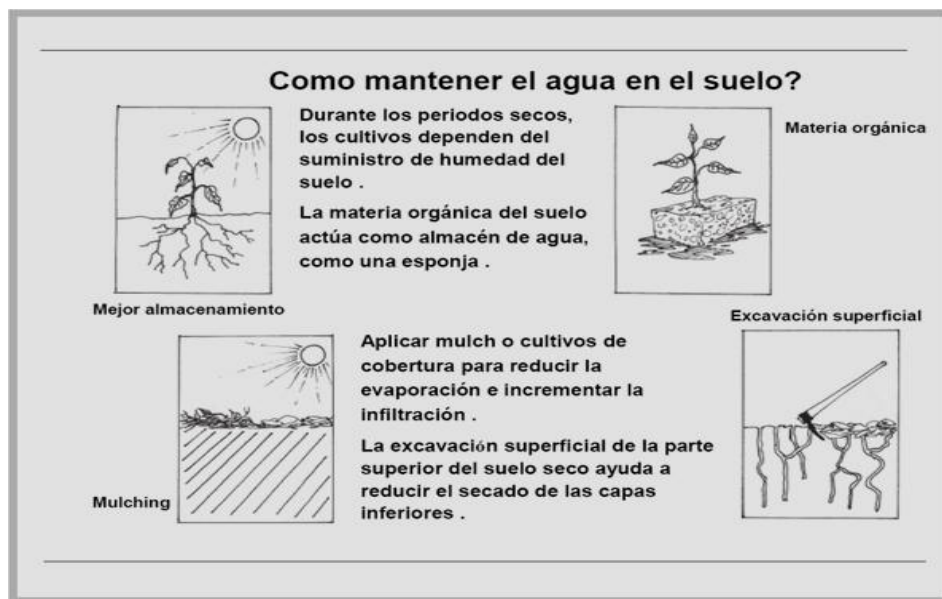 Como mantener el agua en el suelo?
Durante los periodos secos,
los cultivos dependen del
suministro de humedad del
suelo .
La materia orgánica del suelo
actúa como almacén de agua,
como una esponja .
Materia orgánica
Mejor almacenamiento
Excavación superficial
Aplicar mulch o cultivos de
cobertura para reducir la
evaporación e incrementar la
infiltración .
La excavación superficial de la parte
superior del suelo seco ayuda a
reducir el secado de las capas
inferiores .
Mulching